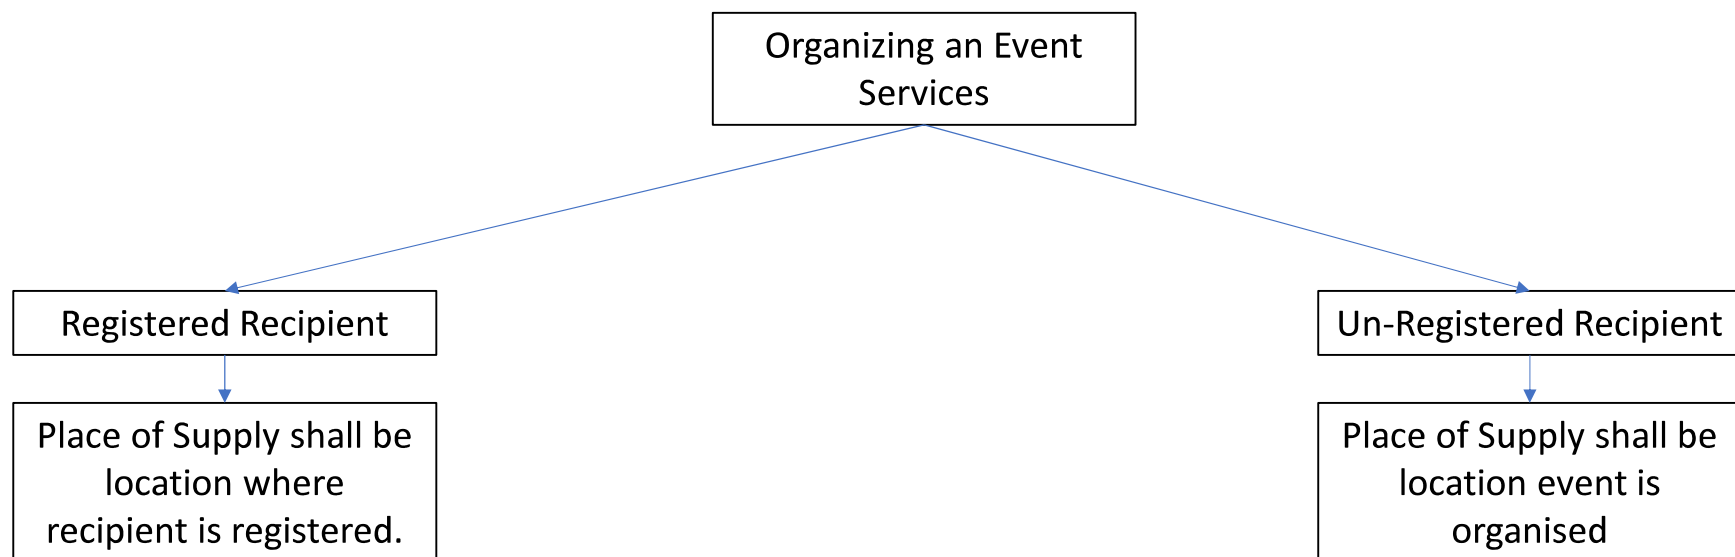 Organizing an Event
Services
Registered Recipient
Un-Registered Recipient
Place of Supply shall be
location where
recipient is registered.
Place of Supply shall be
location event is
organised